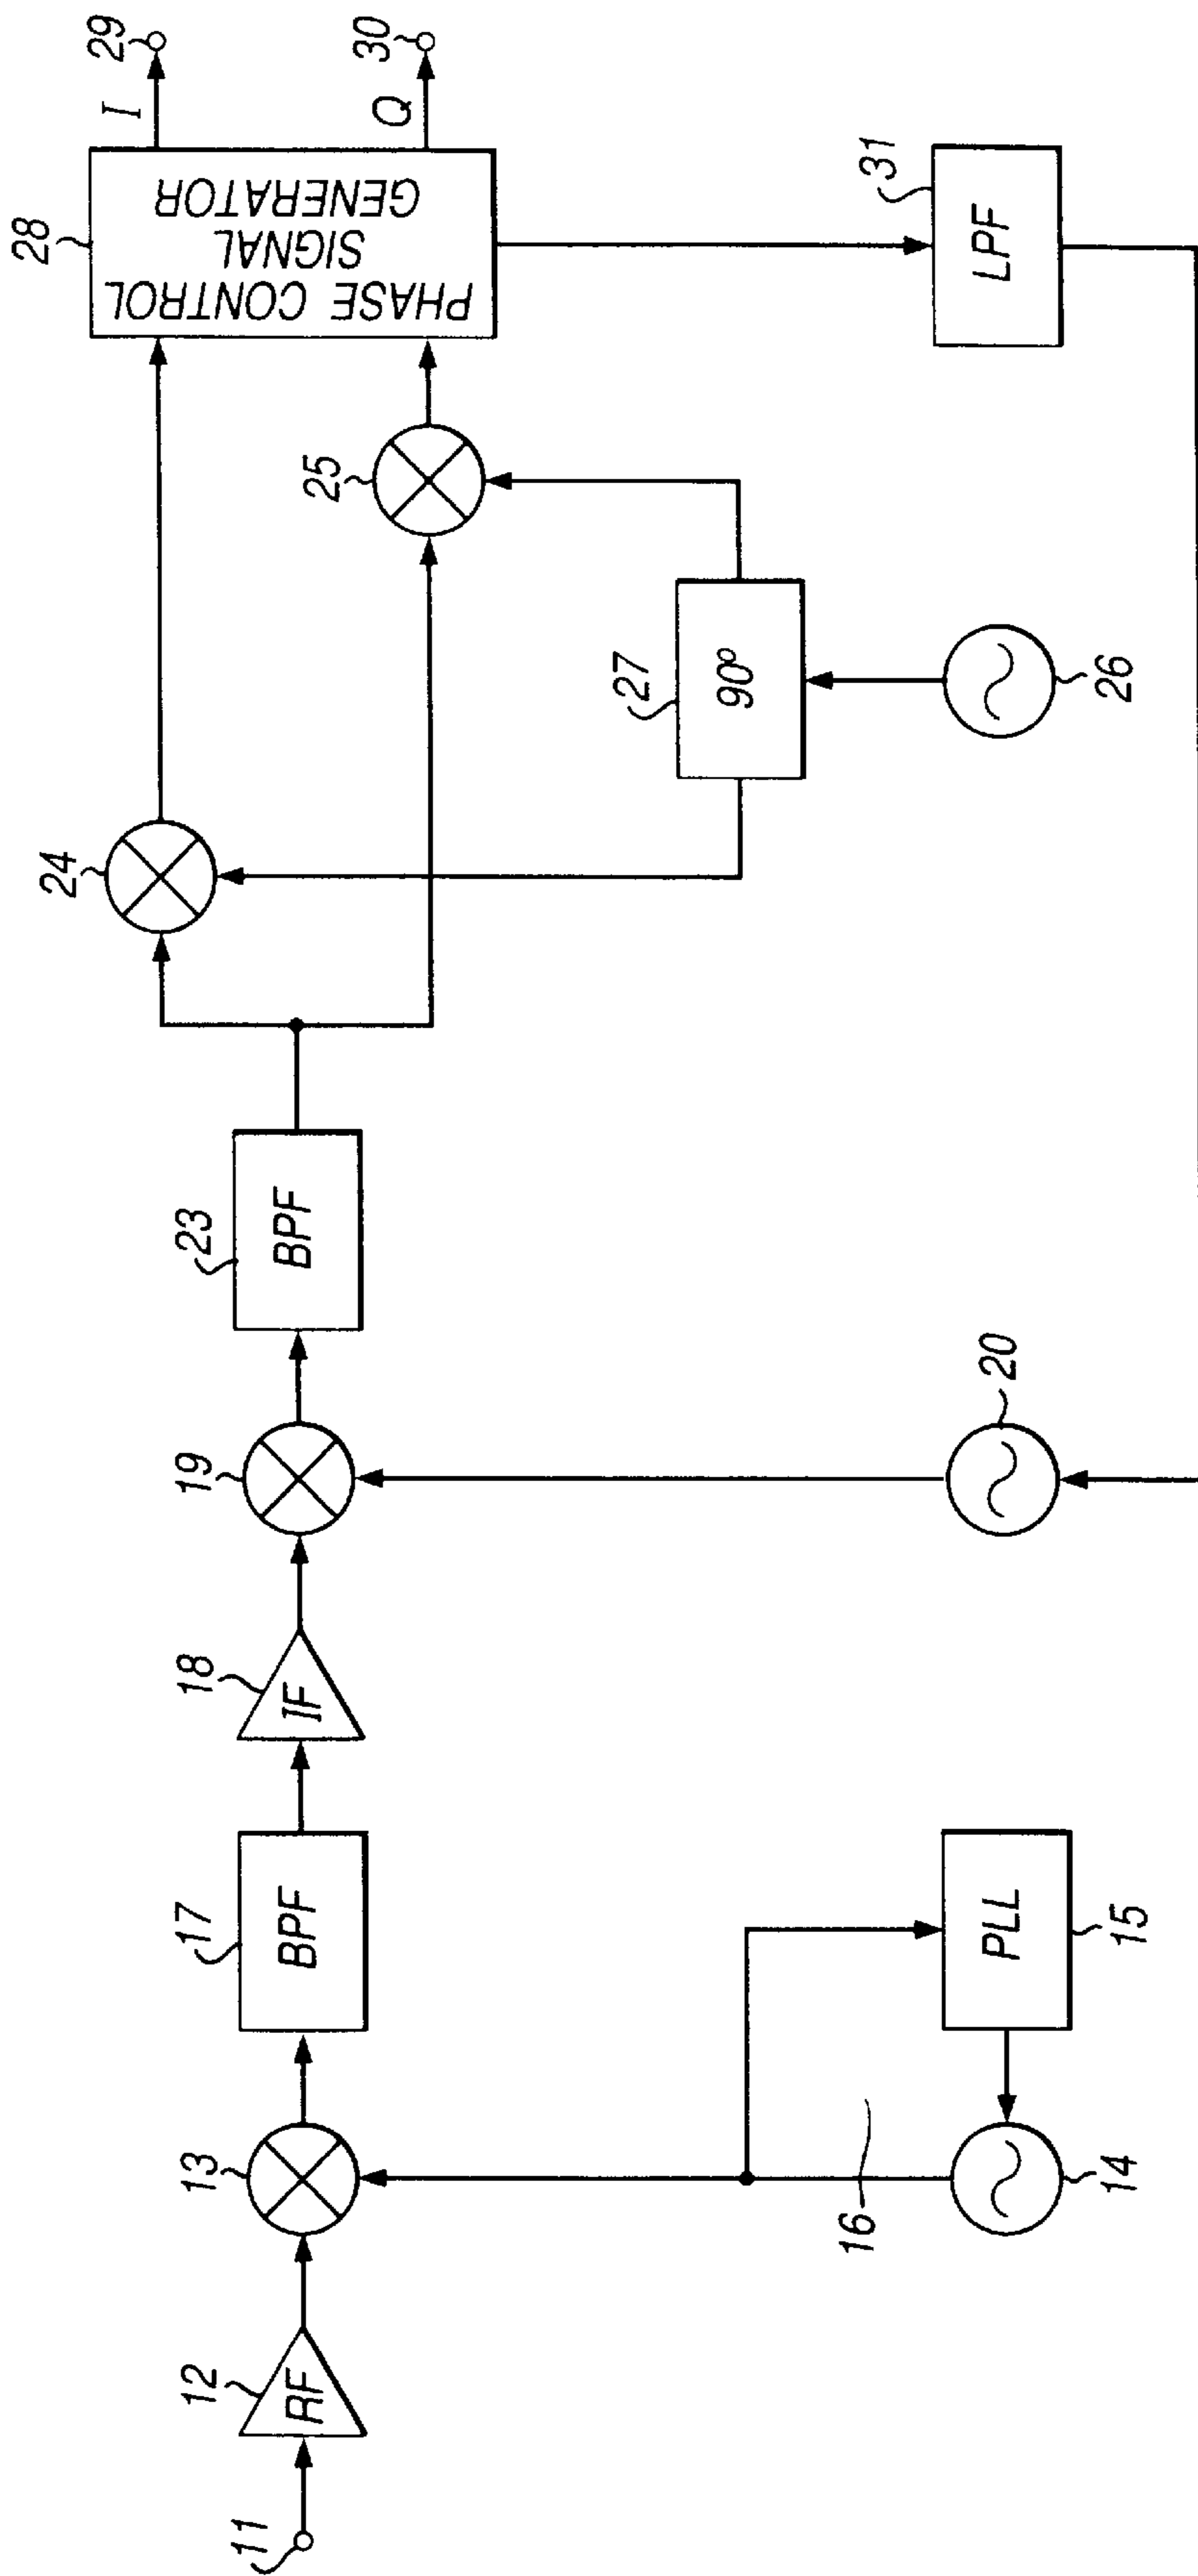 11
12
RF
13
14
PLL
15
16
17
BPF
18
IF
19
20
23
BPF
24
25
26
27
90°
28
PHASE CONTROL
SIGNAL
GENERATOR
I
29
Q
30
31
LPF